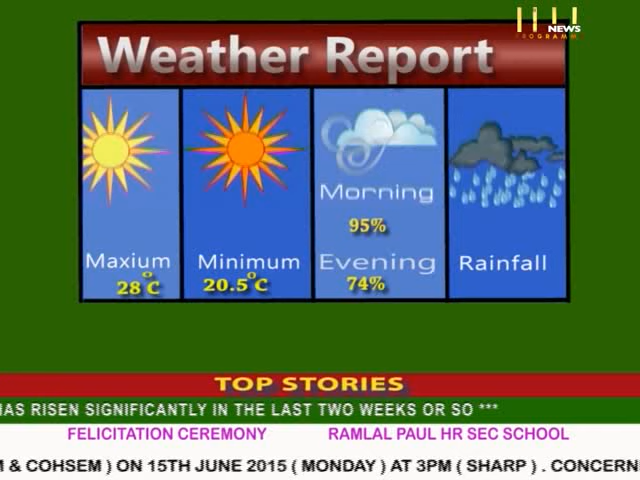 NEWS
PROGRAMM
Weather Report
Maxium
28°C
Minimum
20.5°C
Morning
95%
Evening
74%
Rainfall
TOP STORIES
HAS RISEN SIGNIFICANTLY IN THE LAST TWO WEEKS OR SO ***
FELICITATION CEREMONY RAMLAL PAUL HR SEC SCHOOL
M & COHSEM ) ON 15TH JUNE 2015 ( MONDAY ) AT 3PM ( SHARP ) . CONCERN